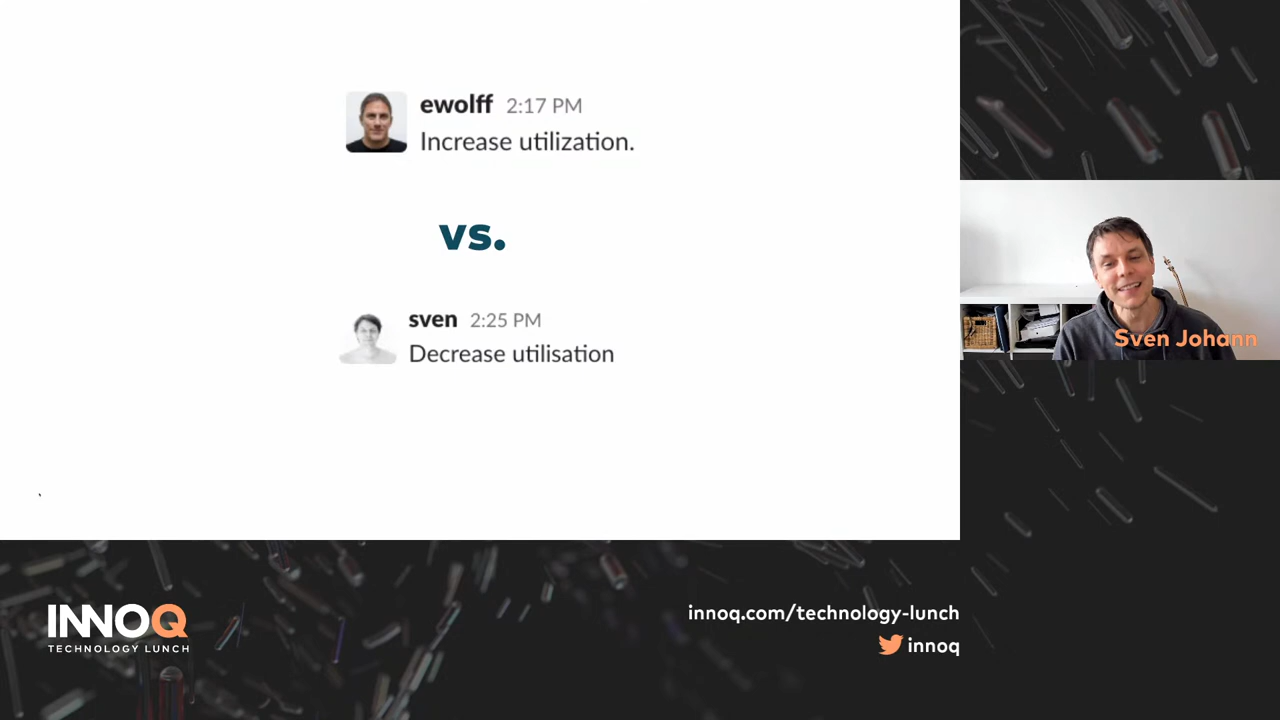 ewolff 2:17 PM
Increase utilization.
vs.
sven 2:25 PM
Decrease utilisation
Sven Johann
INNOQ
TECHNOLOGY LUNCH
innoq.com/technology-lunch
innoq